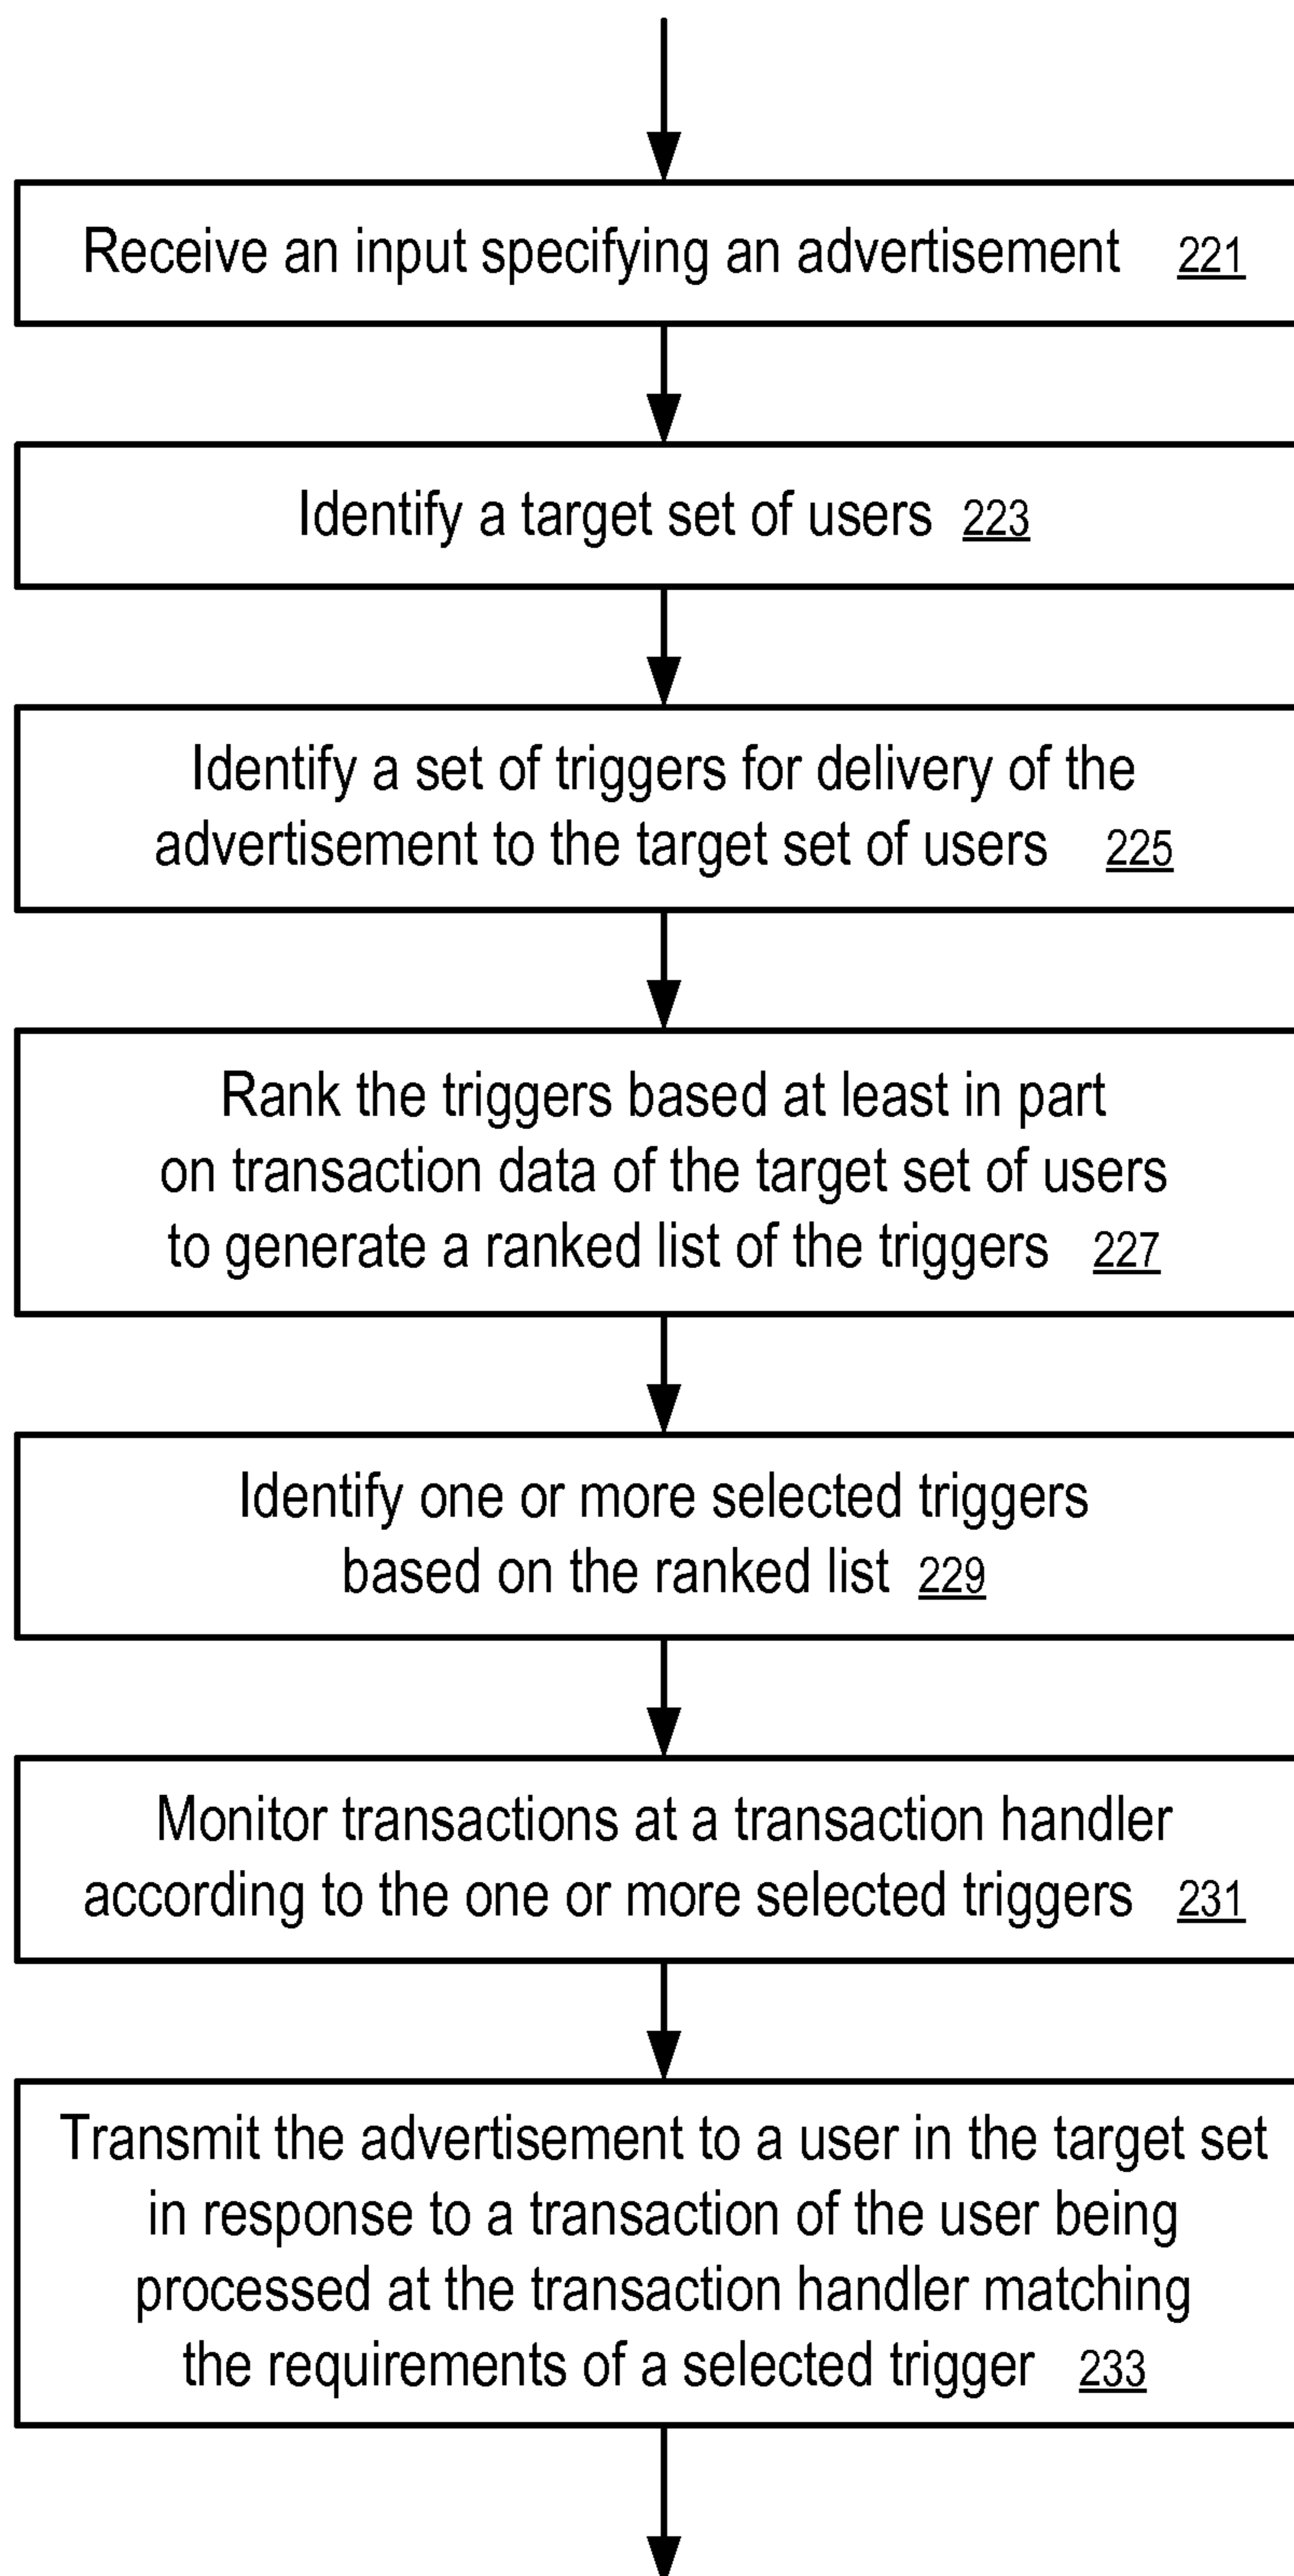 Receive an input specifying an advertisement 221
Identify a target set of users 223
Identify a set of triggers for delivery of the
advertisement to the target set of users 225
Rank the triggers based at least in part
on transaction data of the target set of users
to generate a ranked list of the triggers 227
Identify one or more selected triggers
based on the ranked list 229
Monitor transactions at a transaction handler
according to the one or more selected triggers 231
Transmit the advertisement to a user in the target set
in response to a transaction of the user being
processed at the transaction handler matching
the requirements of a selected trigger 233